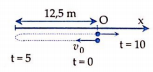 12,5 m
O
x
t = 10
v₀
t = 5
t = 0